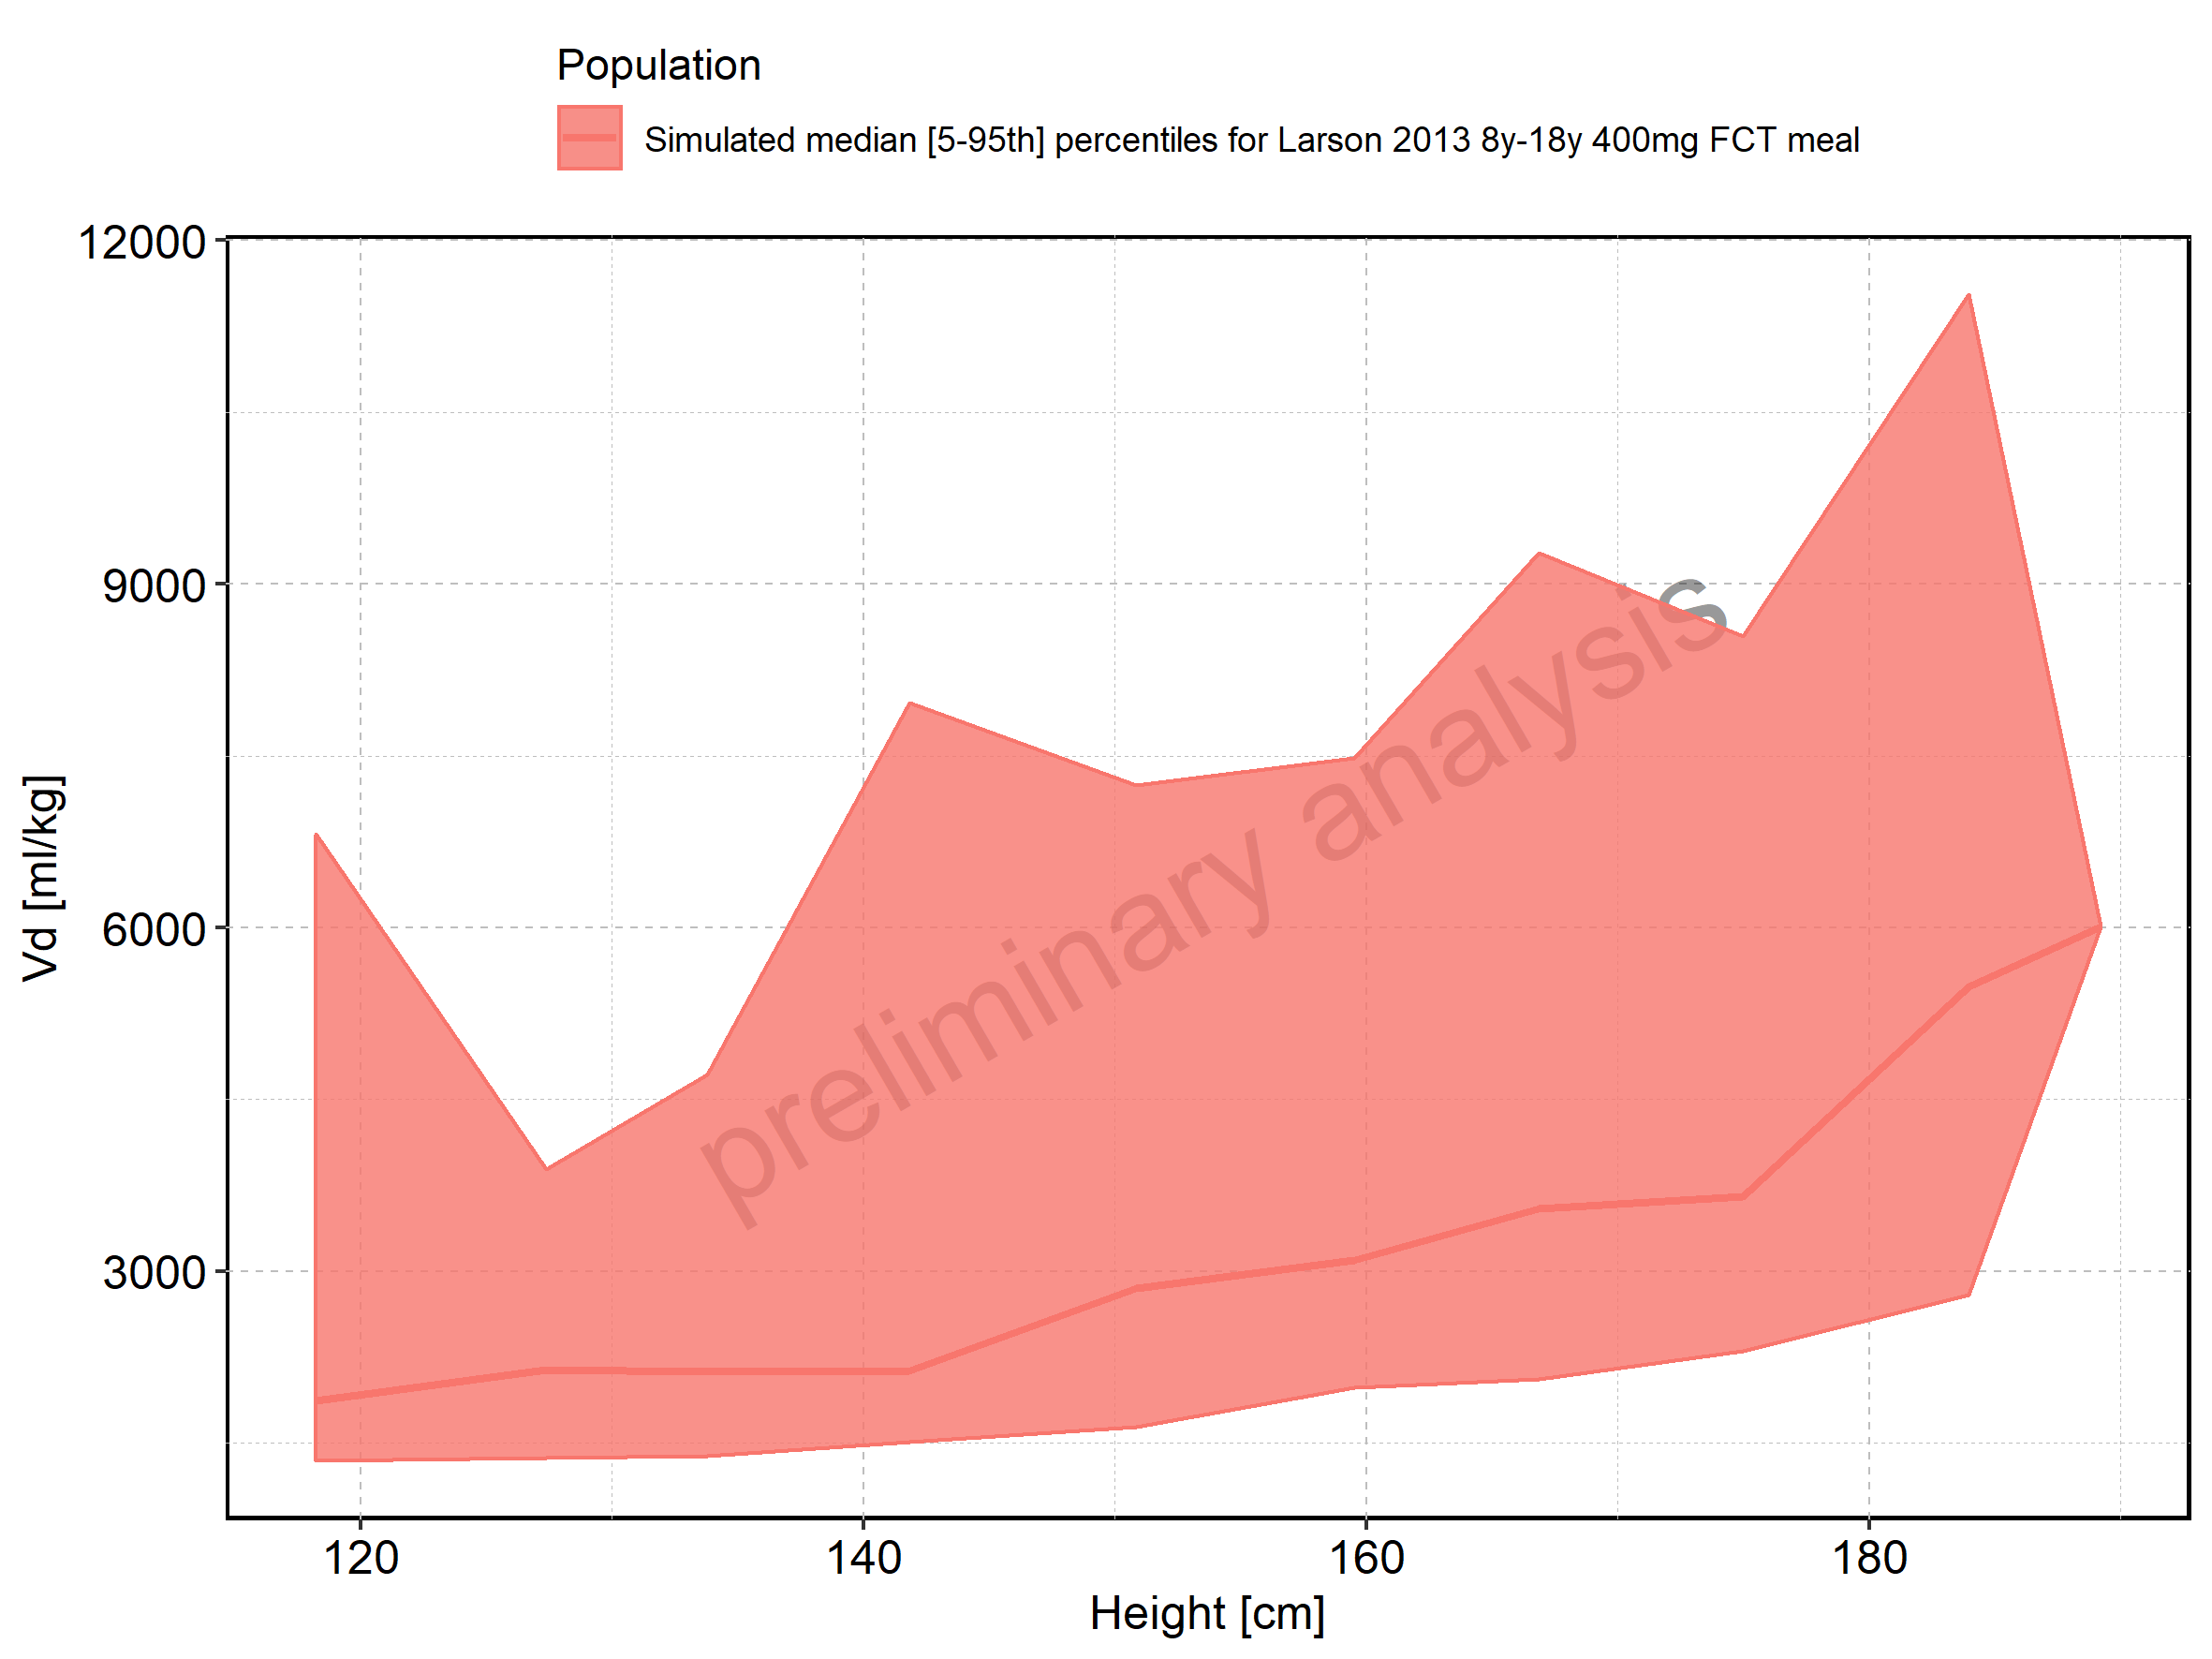 Population
Simulated median [5-95th] percentiles for Larson 2013 8y-18y 400mg FCT meal
12000
9000
6000
3000
Vd [ml/kg]
preliminary analysis
120 140 160 180
Height [cm]